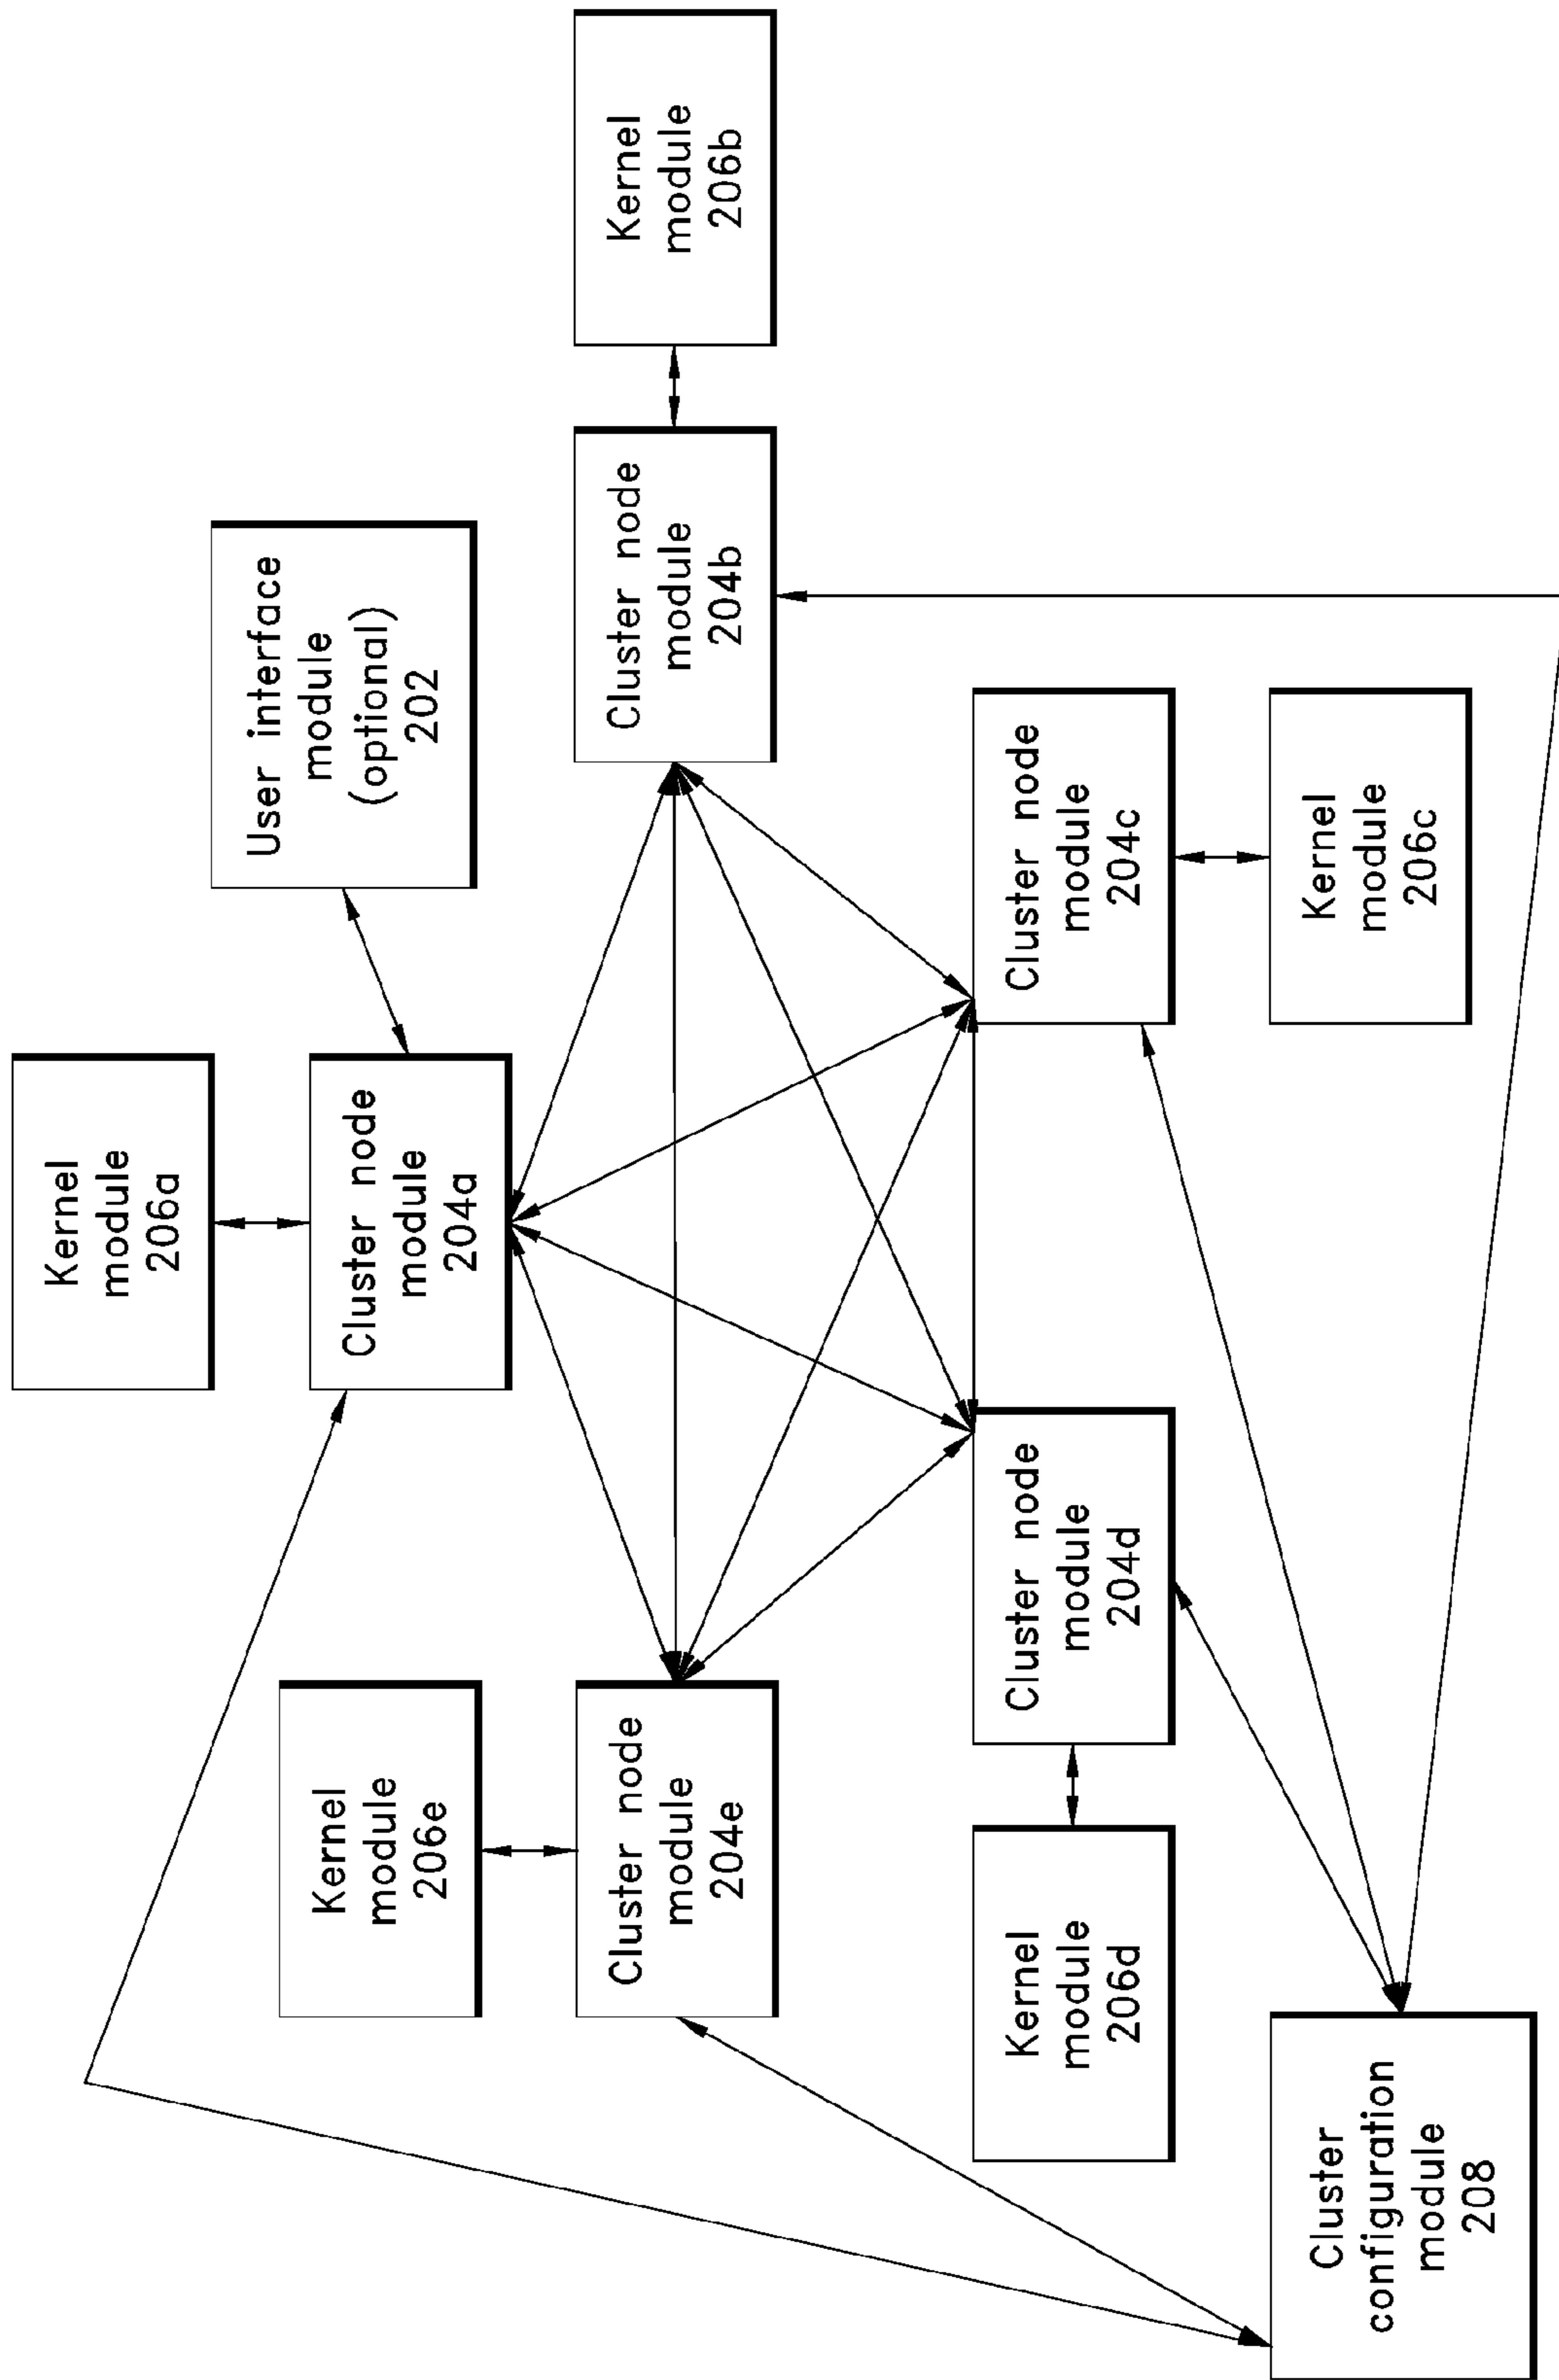 Kernel
module
206a
User interface
module
(optional)
202
Cluster node
module
204a
Kernel
module
206e
Cluster node
module
204e
Cluster node
module
204b
Kernel
module
206b
Kernel
module
206d
Cluster node
module
204d
Cluster node
module
204c
Cluster
configuration
module
208
Kernel
module
206c